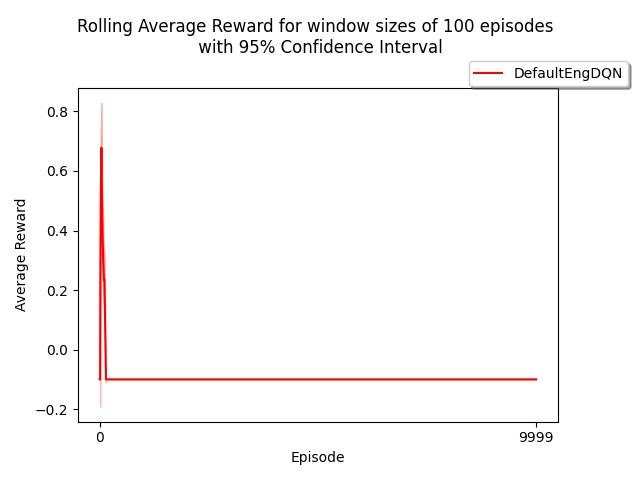 Rolling Average Reward for window sizes of 100 episodes
with 95% Confidence Interval
DefaultEngDQN
Average Reward
0.8
0.6
0.4
0.2
0.0
−0.2
0
9999
Episode